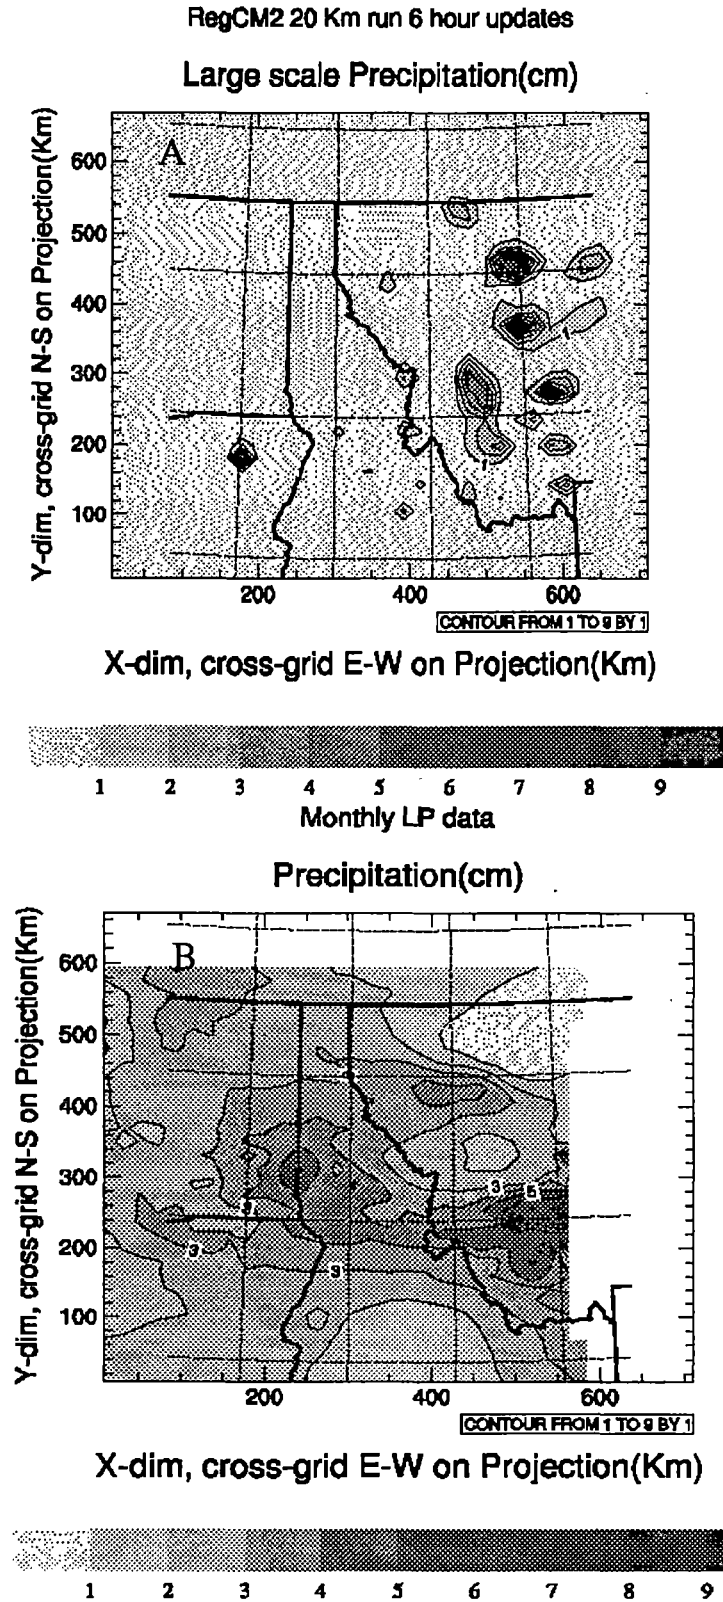 RegCM2 20 Km run 6 hour updates
Large scale Precipitation(cm)
Y-dim, cross-grid N-S on Projection(Km)
600
500
400
300
200
100
A
1
1
200 400 600
CONTOUR FROM 1 TO 9 BY 1
X-dim, cross-grid E-W on Projection(Km)
1 2 3 4 5 6 7 8 9
Monthly LP data
Precipitation(cm)
Y-dim, cross-grid N-S on Projection(Km)
600
500
400
300
200
100
B
3
5
3
3
3
200 400 600
CONTOUR FROM 1 TO 9 BY 1
X-dim, cross-grid E-W on Projection(Km)
1 2 3 4 5 6 7 8 9